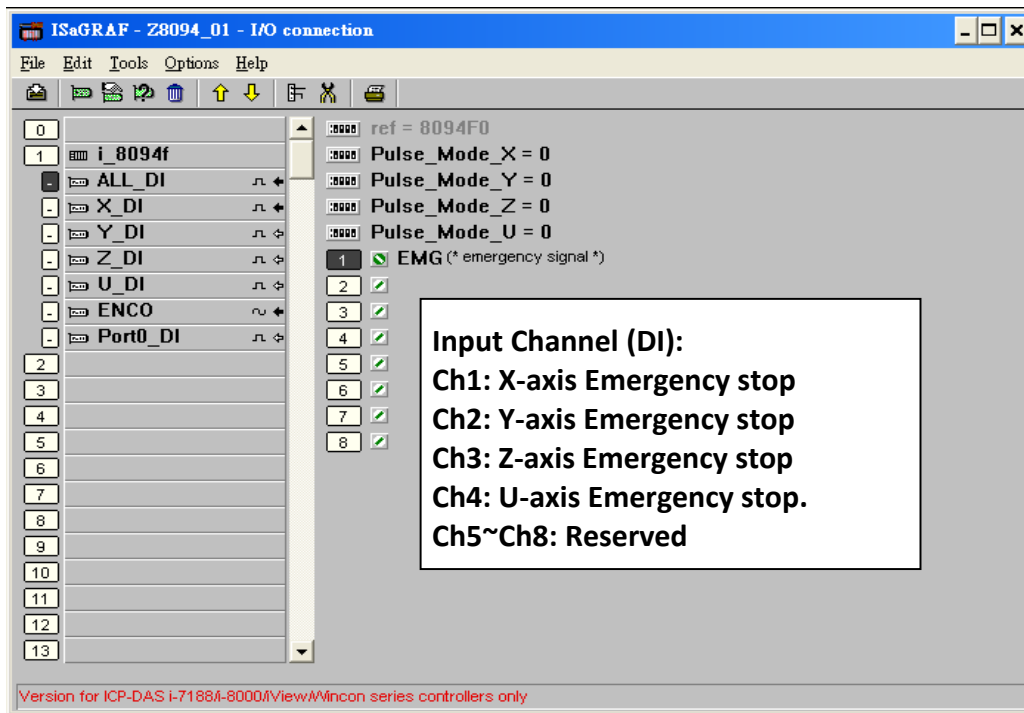 ISaGRAF - Z8094_01 - I/O connection
File Edit Tools Options Help
0
1 i_8094f
- ALL_DI
- X_DI
- Y_DI
- Z_DI
- U_DI
- ENCO
- Port0_DI
2
3
4
5
6
7
8
9
10
11
12
13
ref = 8094F0
Pulse_Mode_X = 0
Pulse_Mode_Y = 0
Pulse_Mode_Z = 0
Pulse_Mode_U = 0
1 EMG (* emergency signal *)
2
3
4
5
6
7
8
Input Channel (DI):
Ch1: X-axis Emergency stop
Ch2: Y-axis Emergency stop
Ch3: Z-axis Emergency stop
Ch4: U-axis Emergency stop.
Ch5~Ch8: Reserved
Version for ICP-DAS i-7188/i-8000/iView/Wincon series controllers only